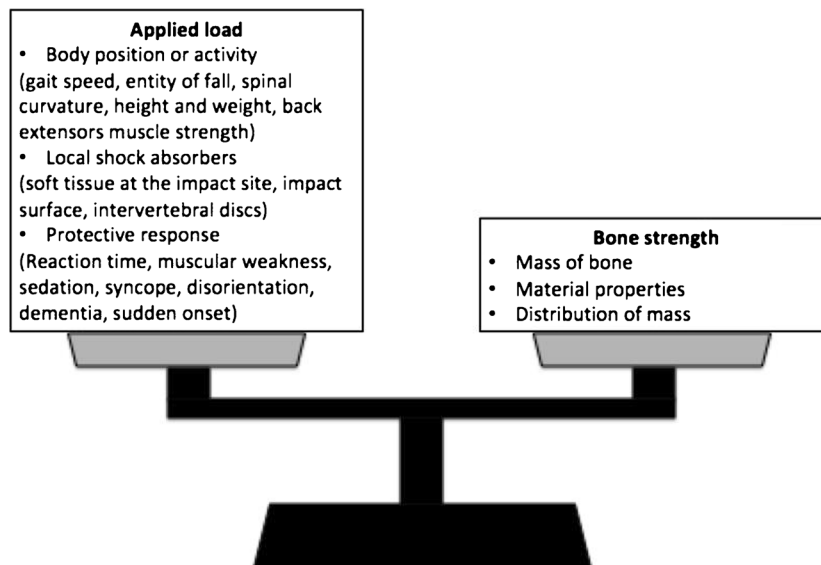 Applied load
• Body position or activity
(gait speed, entity of fall, spinal
curvature, height and weight, back
extensors muscle strength)
• Local shock absorbers
(soft tissue at the impact site, impact
surface, intervertebral discs)
• Protective response
(Reaction time, muscular weakness,
sedation, syncope, disorientation,
dementia, sudden onset)
Bone strength
• Mass of bone
• Material properties
• Distribution of mass